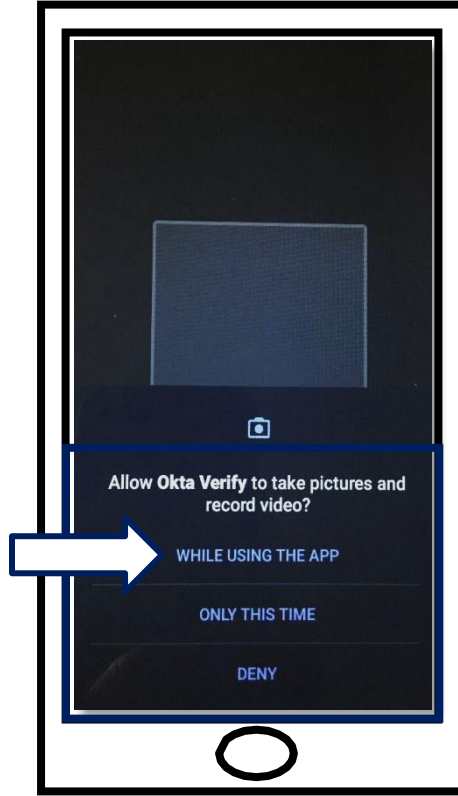 Allow Okta Verify to take pictures and
record video?
WHILE USING THE APP
ONLY THIS TIME
DENY